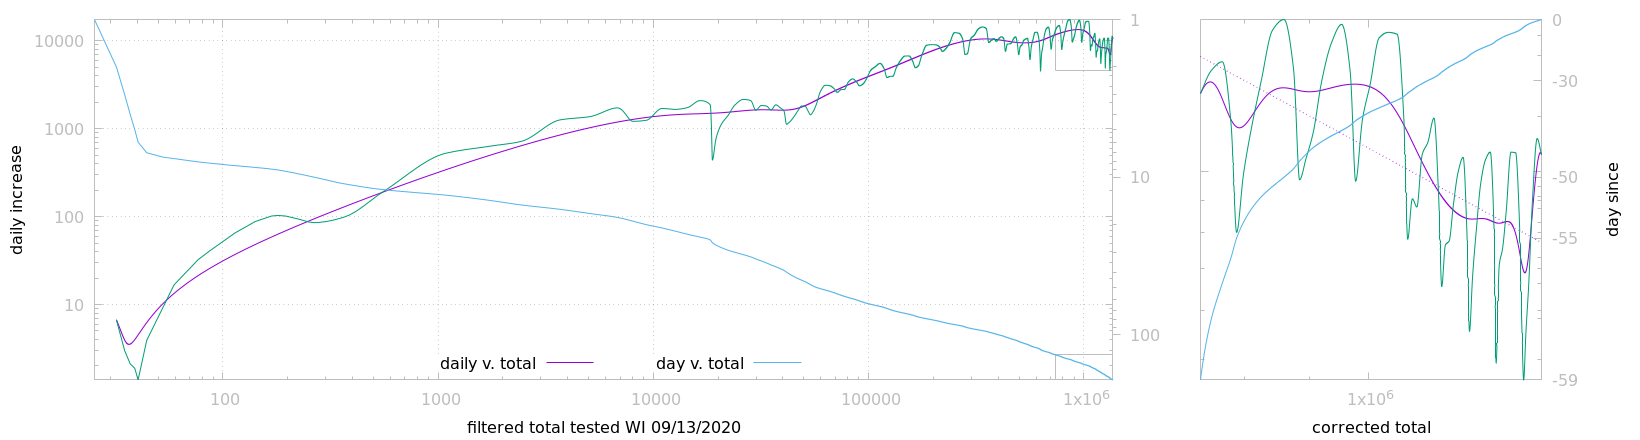 10000
1000
100
10
daily increase
100
1000
10000
100000
1x10^6
filtered total tested WI 09/13/2020
daily v. total
day v. total
1
10
100
1x10^6
corrected total
0
-30
-50
-55
-59
day since